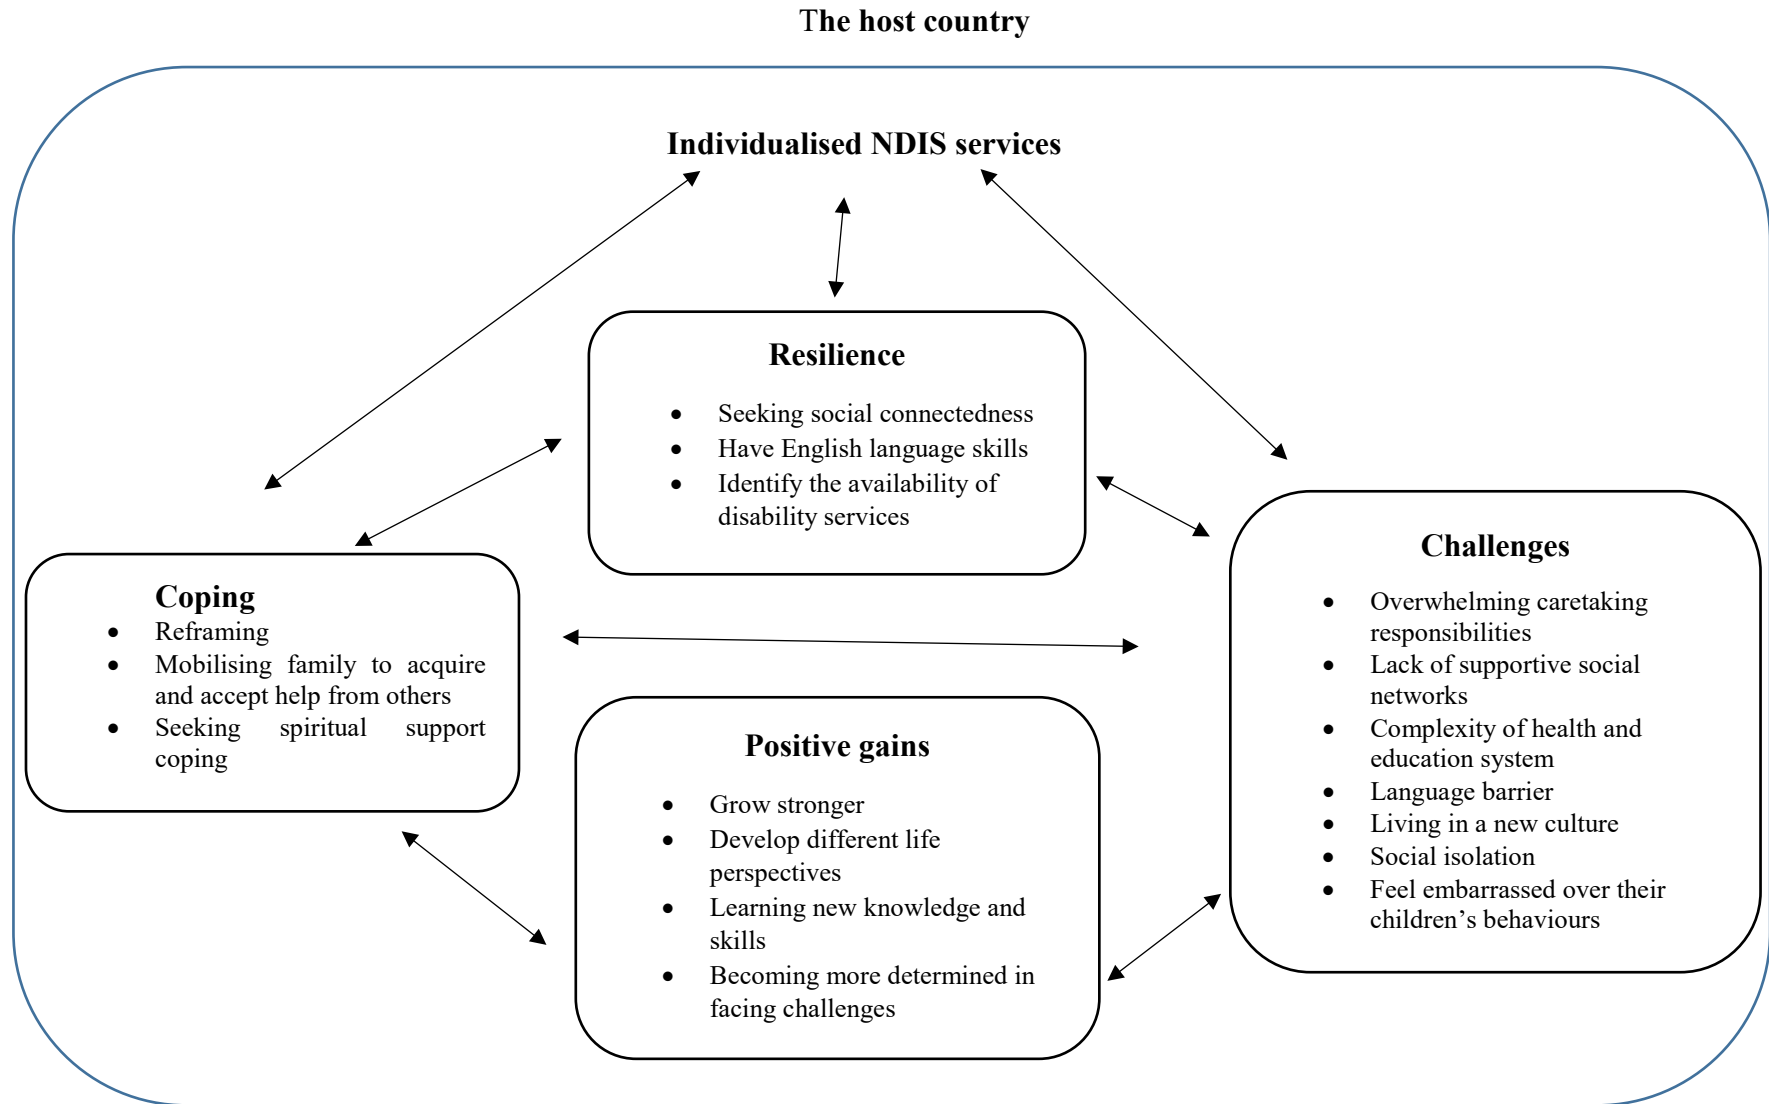 The host country
Individualised NDIS services
Resilience
• Seeking social connectedness
• Have English language skills
• Identify the availability of
disability services
Coping
• Reframing
• Mobilising family to acquire
and accept help from others
• Seeking spiritual support
coping
Positive gains
• Grow stronger
• Develop different life
perspectives
• Learning new knowledge and
skills
• Becoming more determined in
facing challenges
Challenges
• Overwhelming caretaking
responsibilities
• Lack of supportive social
networks
• Complexity of health and
education system
• Language barrier
• Living in a new culture
• Social isolation
• Feel embarrassed over their
children’s behaviours